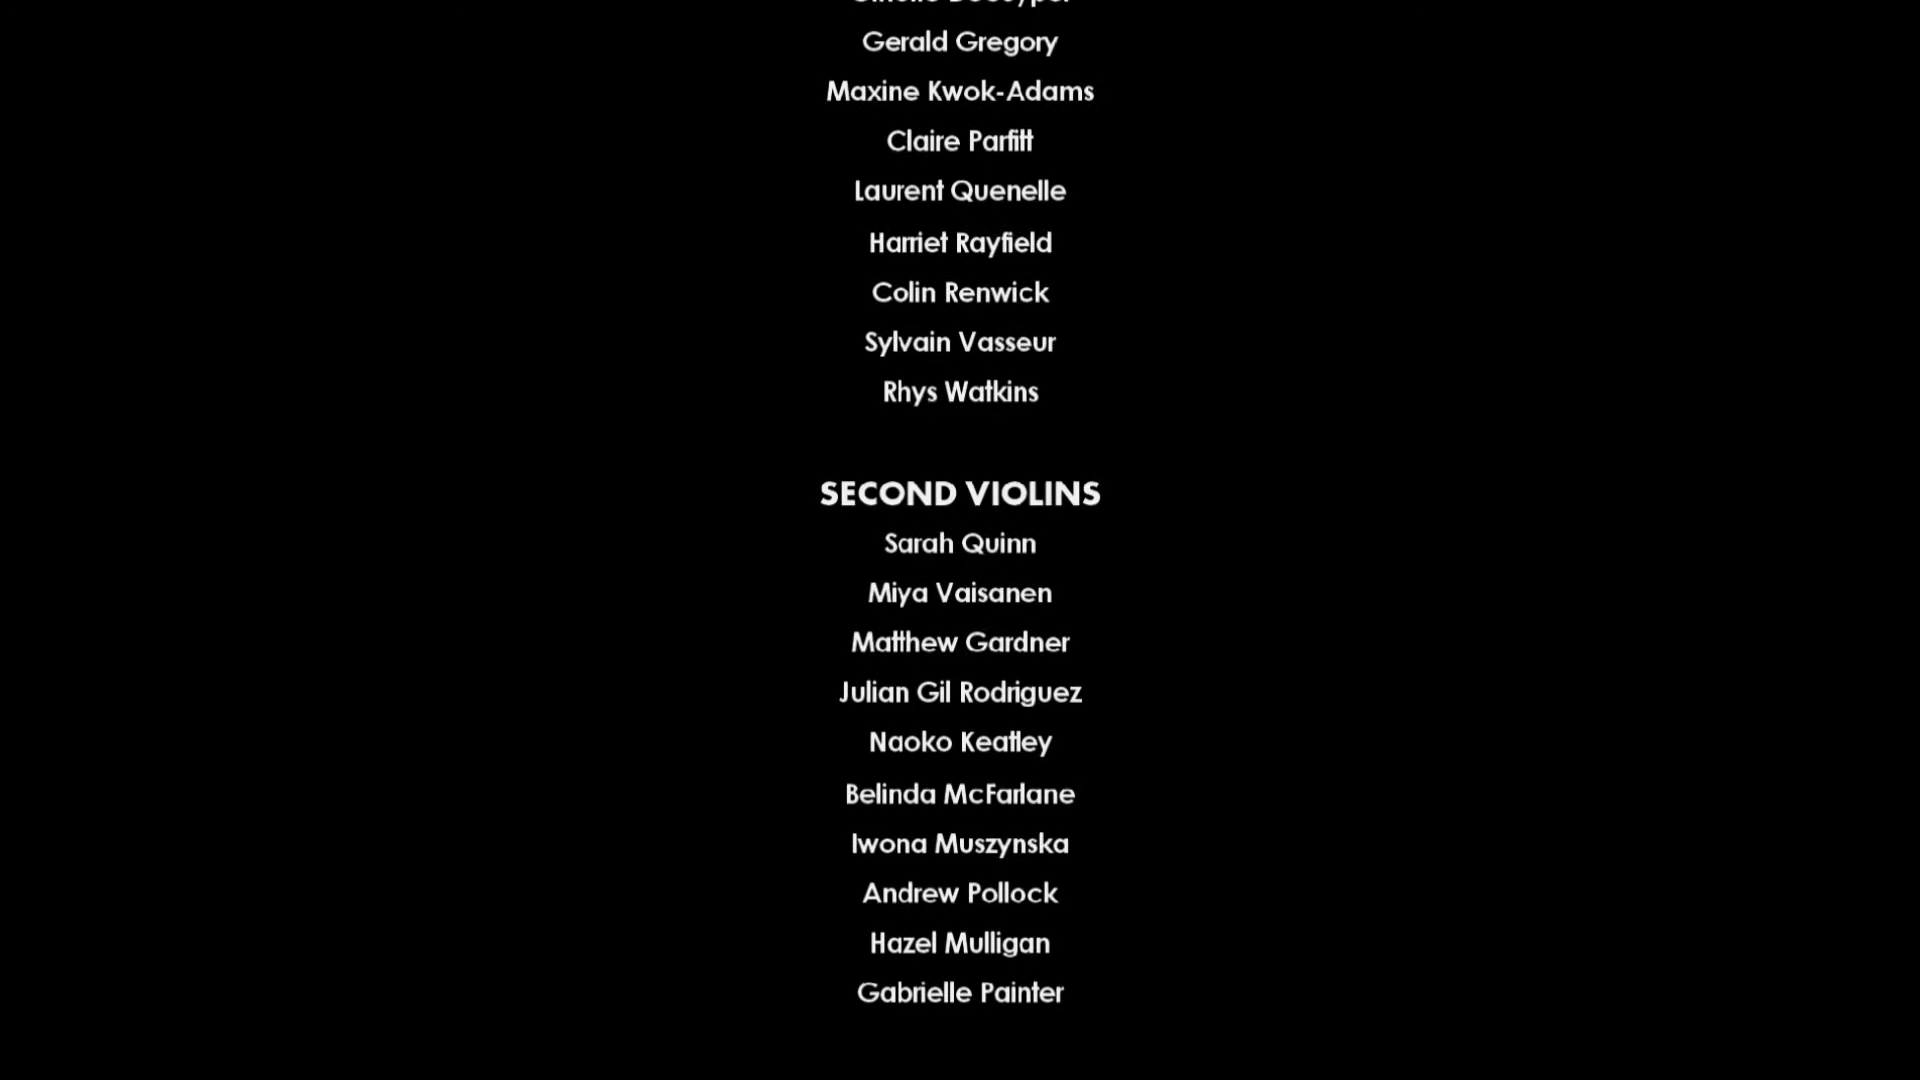 Gerald Gregory
Maxine Kwok-Adams
Claire Parfitt
Laurent Quenelle
Harriet Rayfield
Colin Renwick
Sylvain Vasseur
Rhys Watkins
SECOND VIOLINS
Sarah Quinn
Miya Vaisanen
Matthew Gardner
Julian Gil Rodriguez
Naoko Keatley
Belinda McFarlane
Iwona Muszynska
Andrew Pollock
Hazel Mulligan
Gabrielle Painter